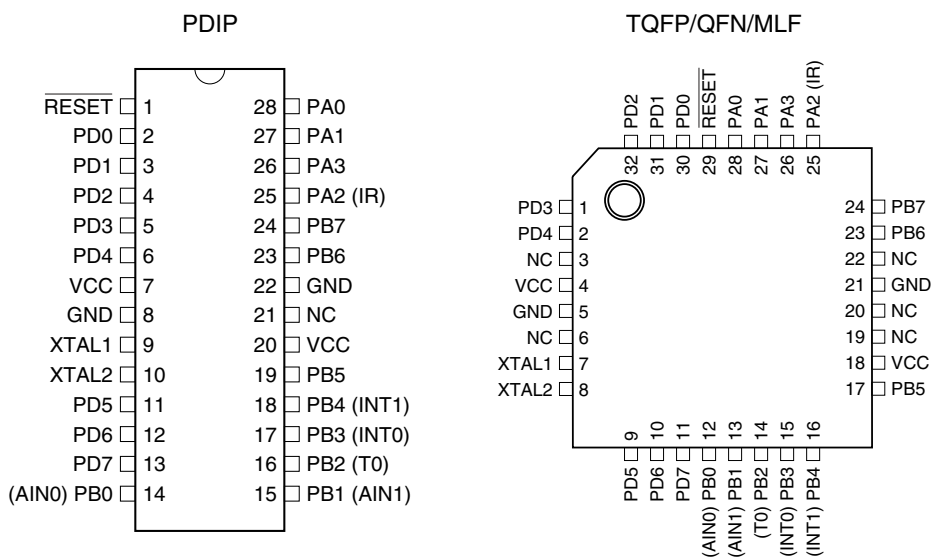 PDIP
RESET 1 28 PA0
PD0 2 27 PA1
PD1 3 26 PA3
PD2 4 25 PA2 (IR)
PD3 5 24 PB7
PD4 6 23 PB6
VCC 7 22 GND
GND 8 21 NC
XTAL1 9 20 VCC
XTAL2 10 19 PB5
PD5 11 18 PB4 (INT1)
PD6 12 17 PB3 (INT0)
PD7 13 16 PB2 (T0)
(AIN0) PB0 14 15 PB1 (AIN1)
TQFP/QFN/MLF
PD2 PD1 PD0 RESET PA0 PA1 PA3 PA2 (IR)
32 31 30 29 28 27 26 25
PD3 1 24 PB7
PD4 2 23 PB6
NC 3 22 NC
VCC 4 21 GND
GND 5 20 NC
NC 6 19 NC
XTAL1 7 18 VCC
XTAL2 8 17 PB5
9 10 11 12 13 14 15 16
PD5 PD6 PD7 (AIN0) PB0 (AIN1) PB1 (T0) PB2 (INT0) PB3 (INT1) PB4